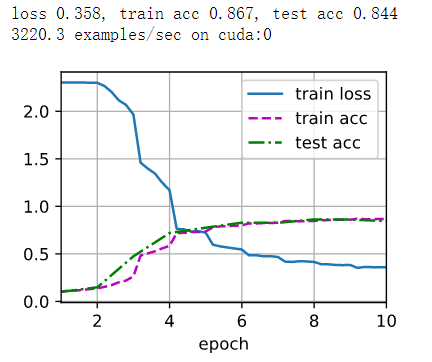 loss 0.358, train acc 0.867, test acc 0.844
3220.3 examples/sec on cuda:0
train loss
train acc
test acc
2.0
1.5
1.0
0.5
0.0
2 4 6 8 10
epoch